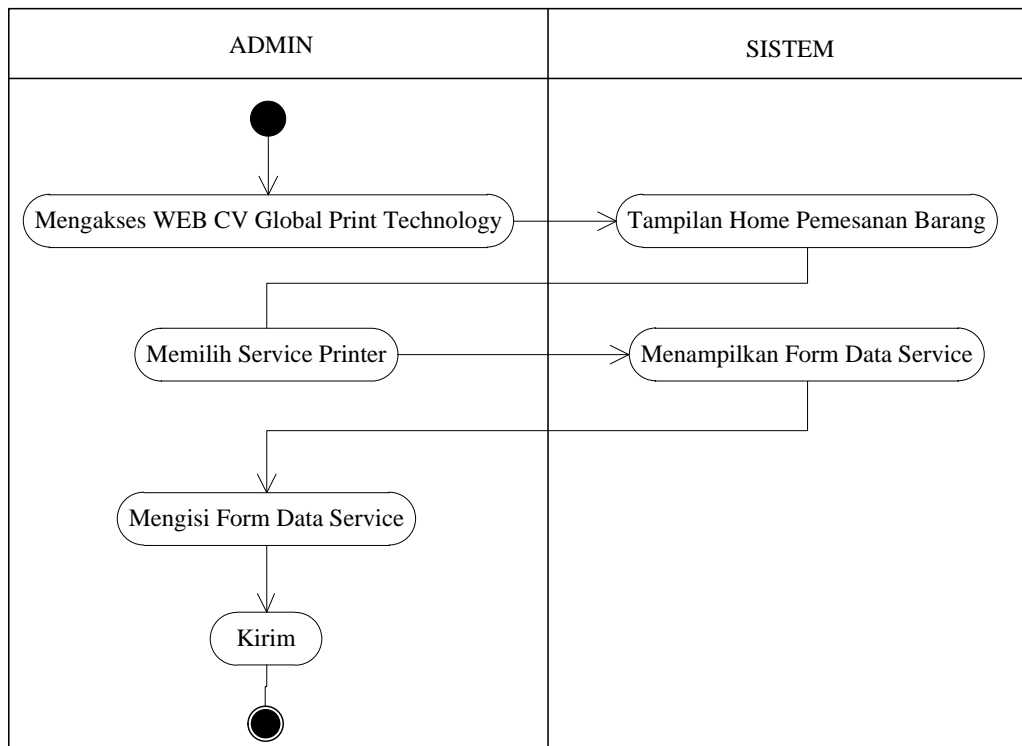 ADMIN
SISTEM
Mengakses WEB CV Global Print Technology
Tampilan Home Pemesanan Barang
Memilih Service Printer
Menampilkan Form Data Service
Mengisi Form Data Service
Kirim